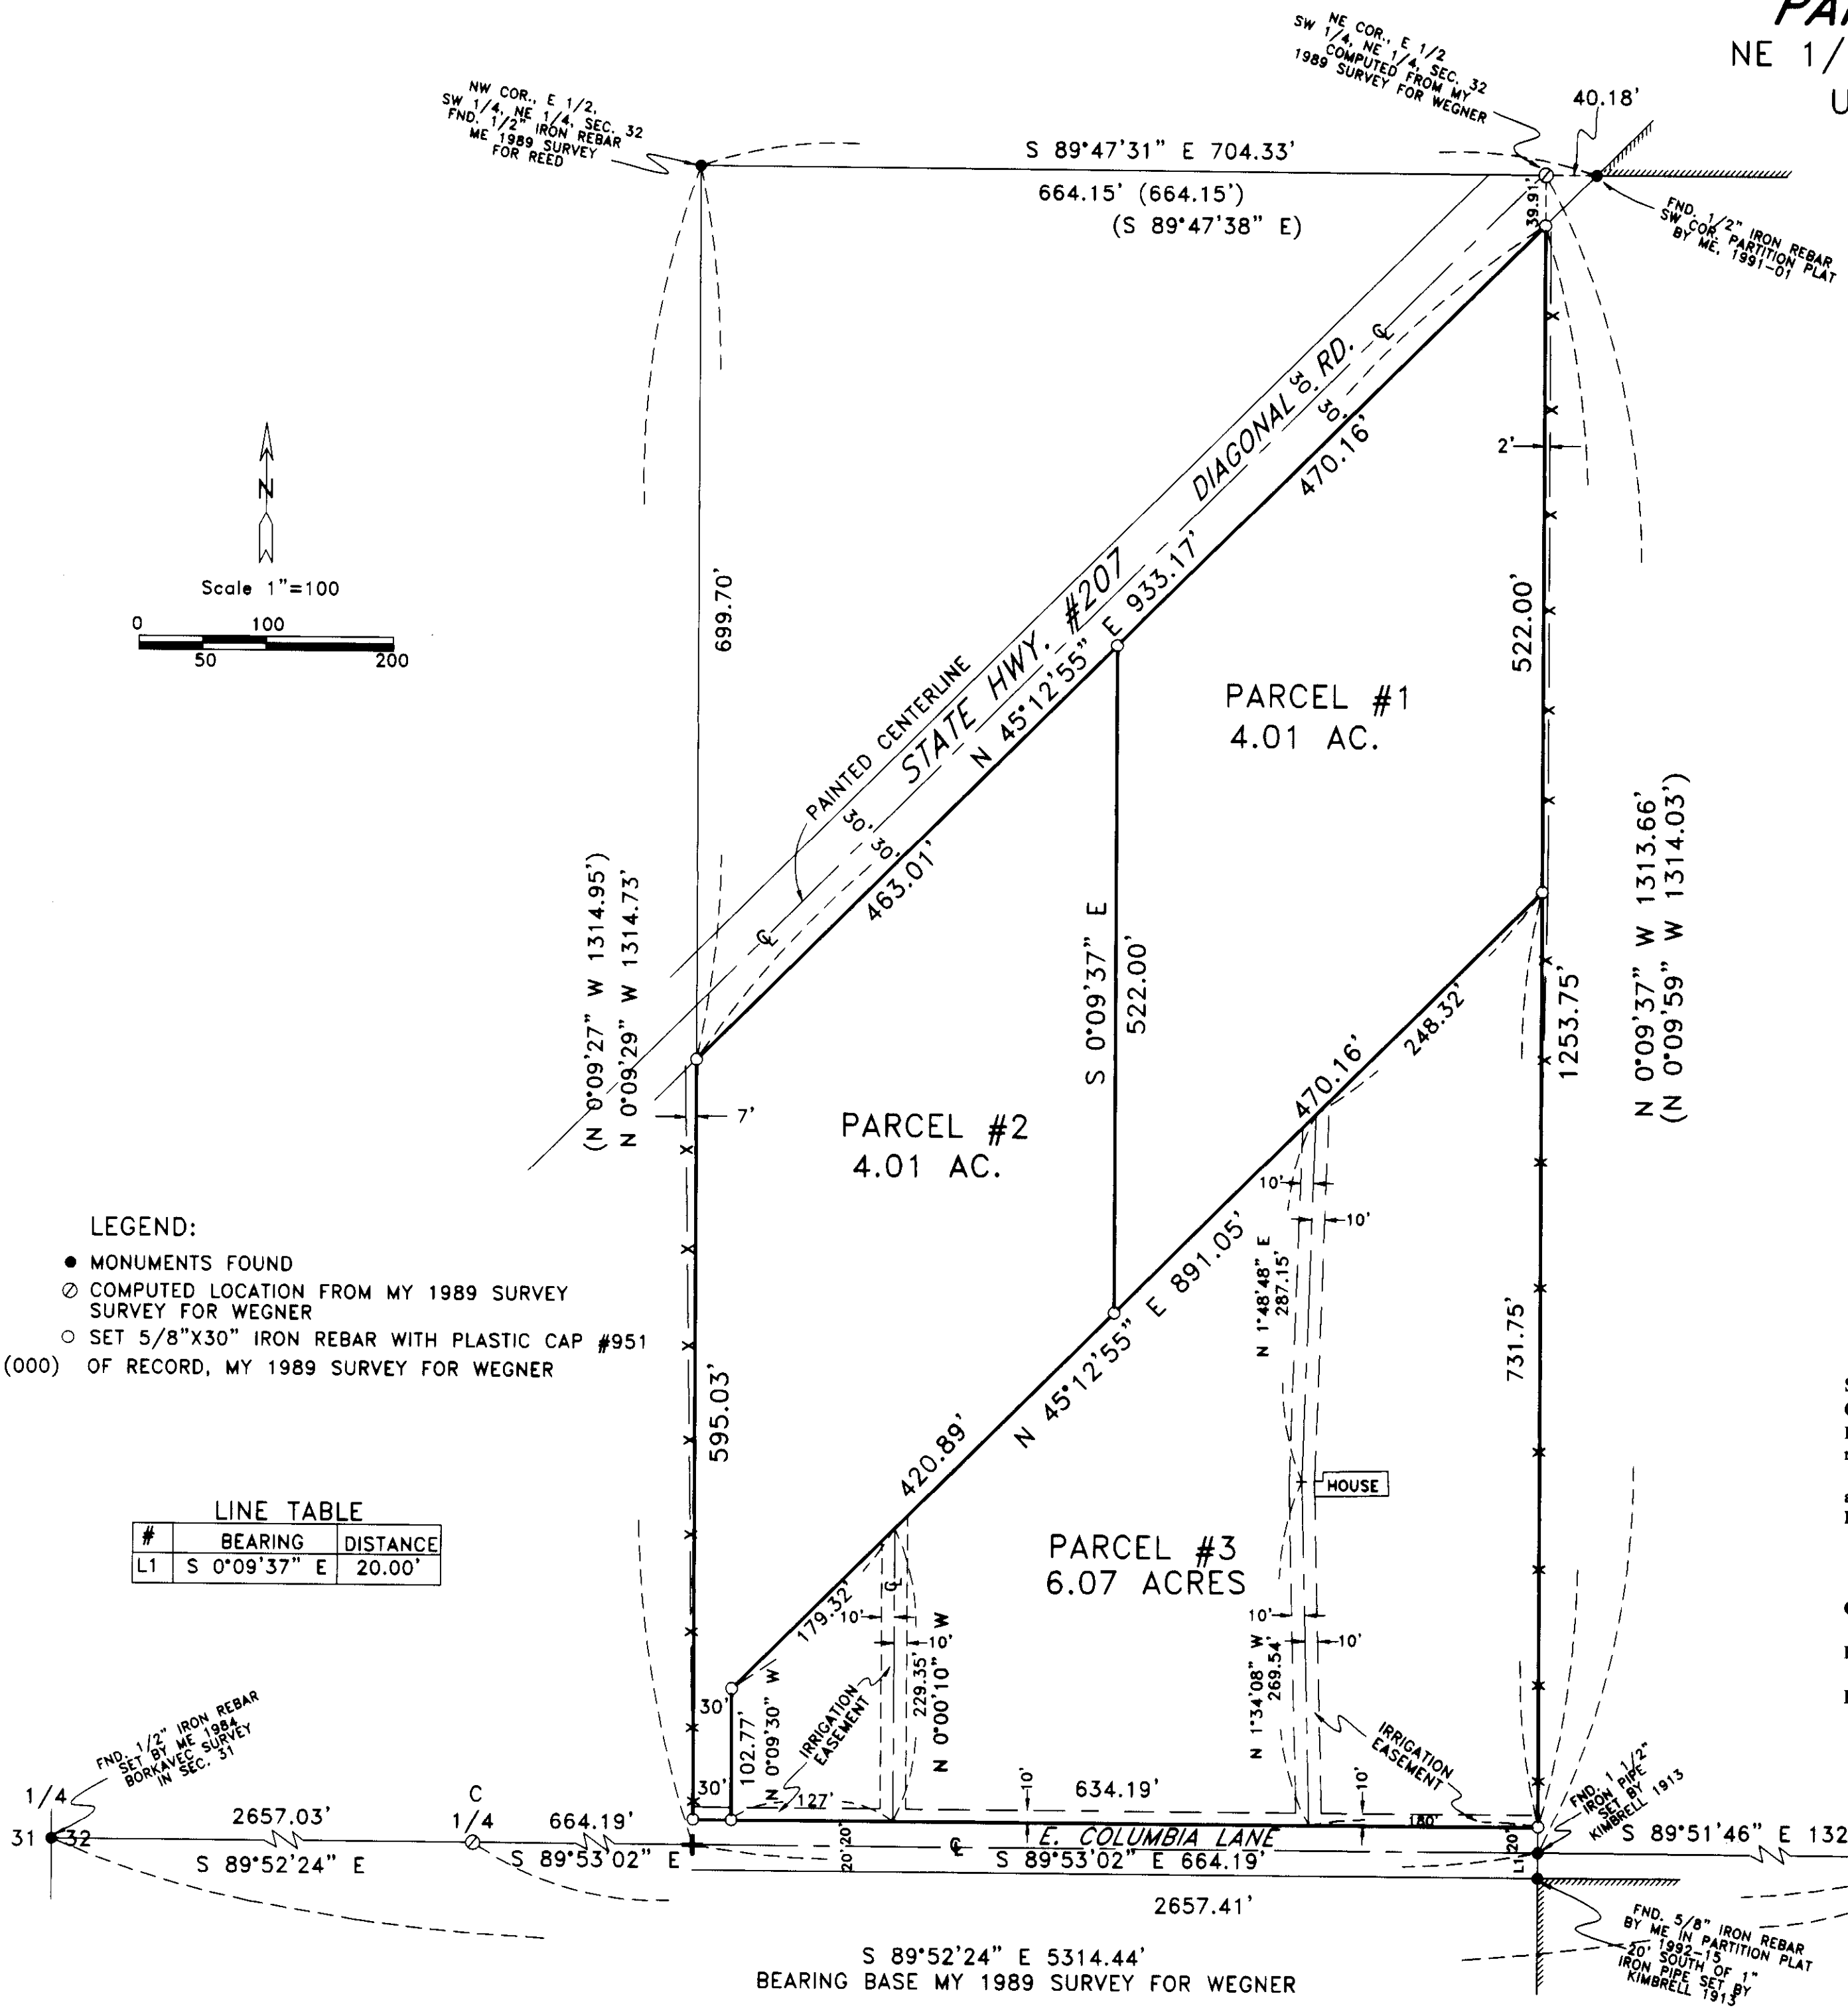 PAR
NE 1/
U
NW COR., E 1/2,
SW 1/4, NE 1/4, SEC. 32
FND. 1/2" IRON REBAR
ME 1989 SURVEY
FOR REED
NE COR., E 1/2
SW 1/4, NE 1/4, SEC. 32
COMPUTED FROM MY
1989 SURVEY FOR WEGNER
40.18'
S 89°47'31" E 704.33'
664.15' (664.15')
(S 89°47'38" E)
39.91'
FND. 1/2" IRON REBAR
SW COR. PARTITION PLAT
BY ME, 1991-01
N
Scale 1"=100
0 100
50 200
699.70'
STATE HWY. #207
DIAGONAL RD.
PAINTED CENTERLINE
30' 30'
30' 30'
470.16'
N 45°12'55" E 933.17'
463.01'
2'
522.00'
PARCEL #1
4.01 AC.
S 0°09'37" E
522.00'
N 0°09'37" W 1313.66'
(N 0°09'59" W 1314.03')
1253.75'
(N 0°09'27" W 1314.95')
N 0°09'29" W 1314.73'
7'
PARCEL #2
4.01 AC.
248.32'
470.16'
N 45°12'55" E 891.05'
420.89'
10'
10'
N 1°48'48" E
287.15'
731.75'
LEGEND:
MONUMENTS FOUND
COMPUTED LOCATION FROM MY 1989 SURVEY
SURVEY FOR WEGNER
SET 5/8"X30" IRON REBAR WITH PLASTIC CAP #951
(000) OF RECORD, MY 1989 SURVEY FOR WEGNER
595.03'
HOUSE
PARCEL #3
6.07 ACRES
LINE TABLE
# BEARING DISTANCE
L1 S 0°09'37" E 20.00'
179.32'
10'
10'
229.35'
N 0°00'10" W
10'
10'
N 1°34'08" W
269.54'
30'
30'
102.77'
N 0°09'30" W
IRRIGATION
EASEMENT
IRRIGATION
EASEMENT
127'
10'
634.19'
10'
180'
FND. 1/2" IRON REBAR
SET BY ME 1984
BORKAVEC SURVEY
IN SEC. 31
1/4
31 32
2657.03'
S 89°52'24" E
C
1/4
664.19'
S 89°53'02" E
20' 20'
E. COLUMBIA LANE
S 89°53'02" E 664.19'
L1 20'
FND. 1 1/2"
IRON PIPE
SET BY
KIMBRELL 1913
S 89°51'46" E 132
2657.41'
FND. 5/8" IRON REBAR
BY ME IN PARTITION PLAT
1992-15
20' SOUTH OF 1"
IRON PIPE SET BY
KIMBRELL 1913
S 89°52'24" E 5314.44'
BEARING BASE MY 1989 SURVEY FOR WEGNER